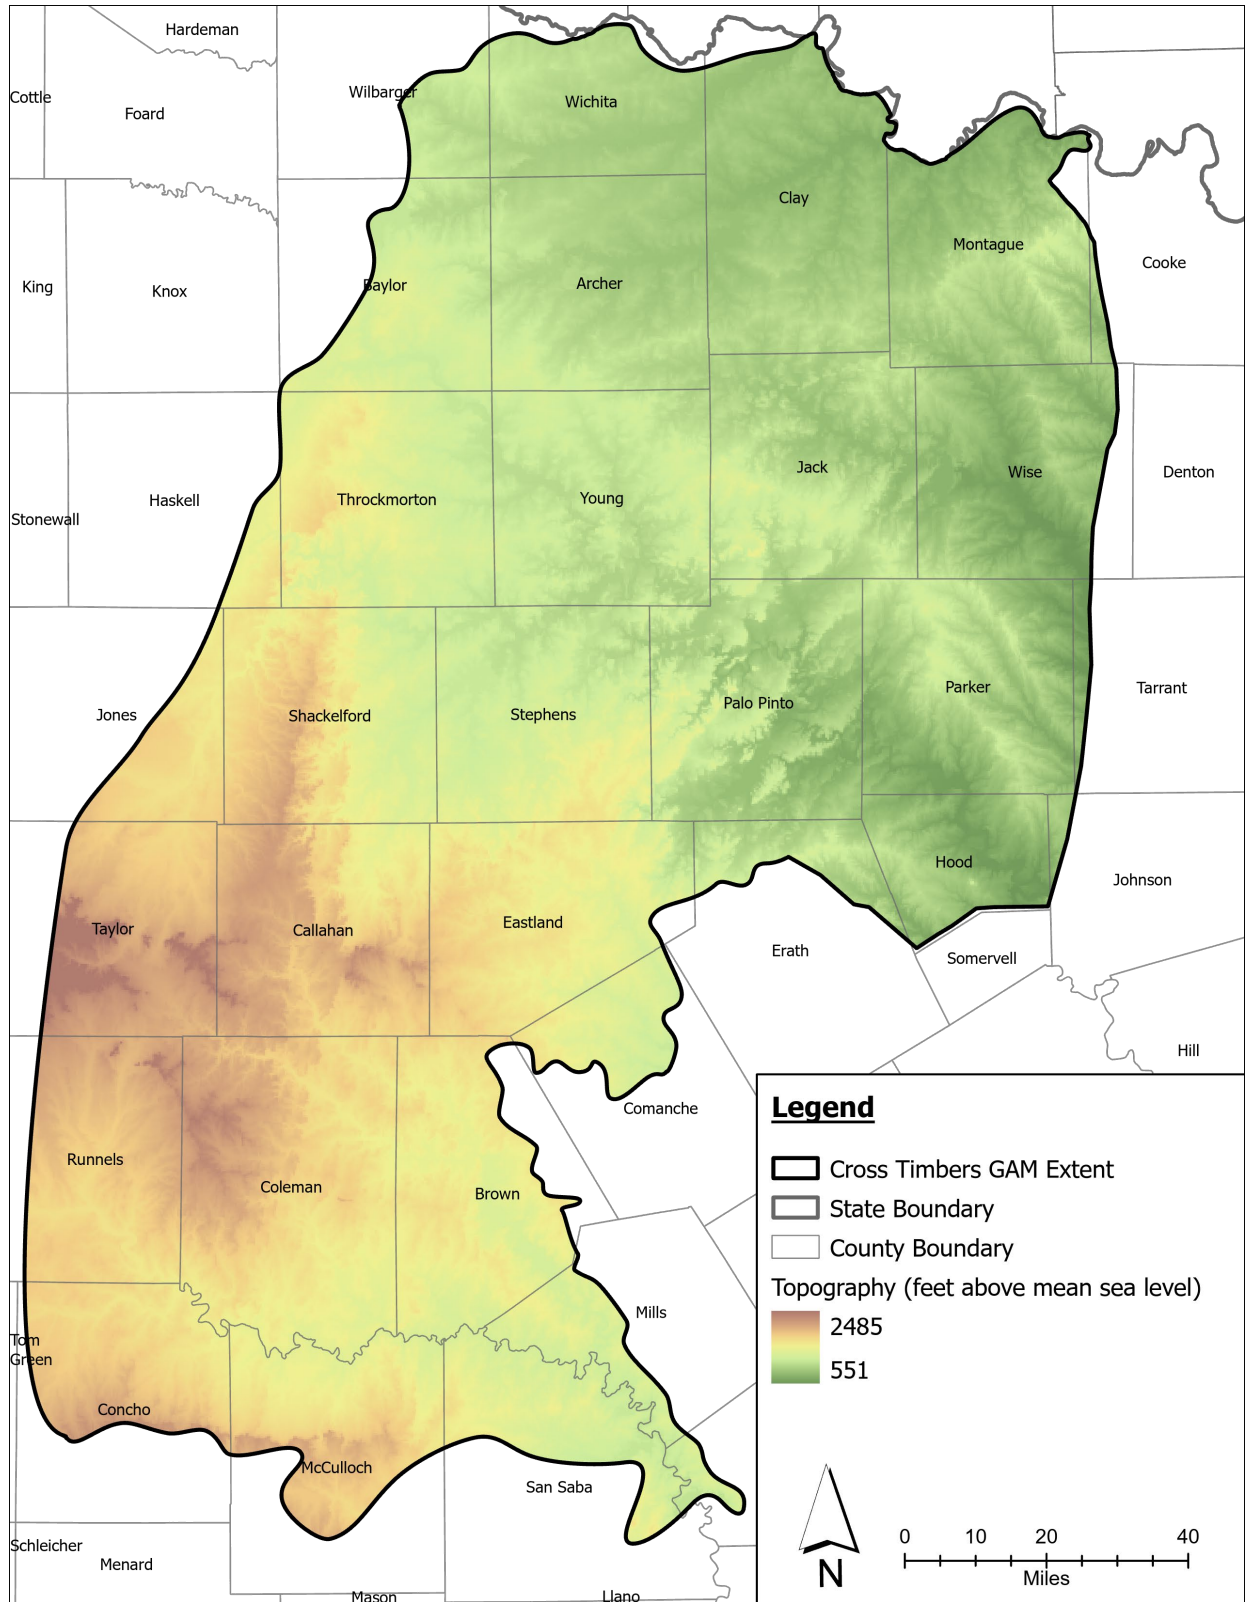 Hardeman
Wilbarger
Cottle
Wichita
Foard
Clay
Montague
Cooke
King
Knox
Baylor
Archer
Jack
Wise
Denton
Haskell
Throckmorton
Young
Stonewall
Parker
Tarrant
Palo Pinto
Jones
Shackelford
Stephens
Hood
Johnson
Taylor
Callahan
Eastland
Erath
Somervell
Hill
Comanche
Runnels
Coleman
Brown
Mills
Tom
Green
Concho
McCulloch
San Saba
Schleicher
Menard
Mason
Llano
Legend
Cross Timbers GAM Extent
State Boundary
County Boundary
Topography (feet above mean sea level)
2485
551
N
0 10 20 40
Miles